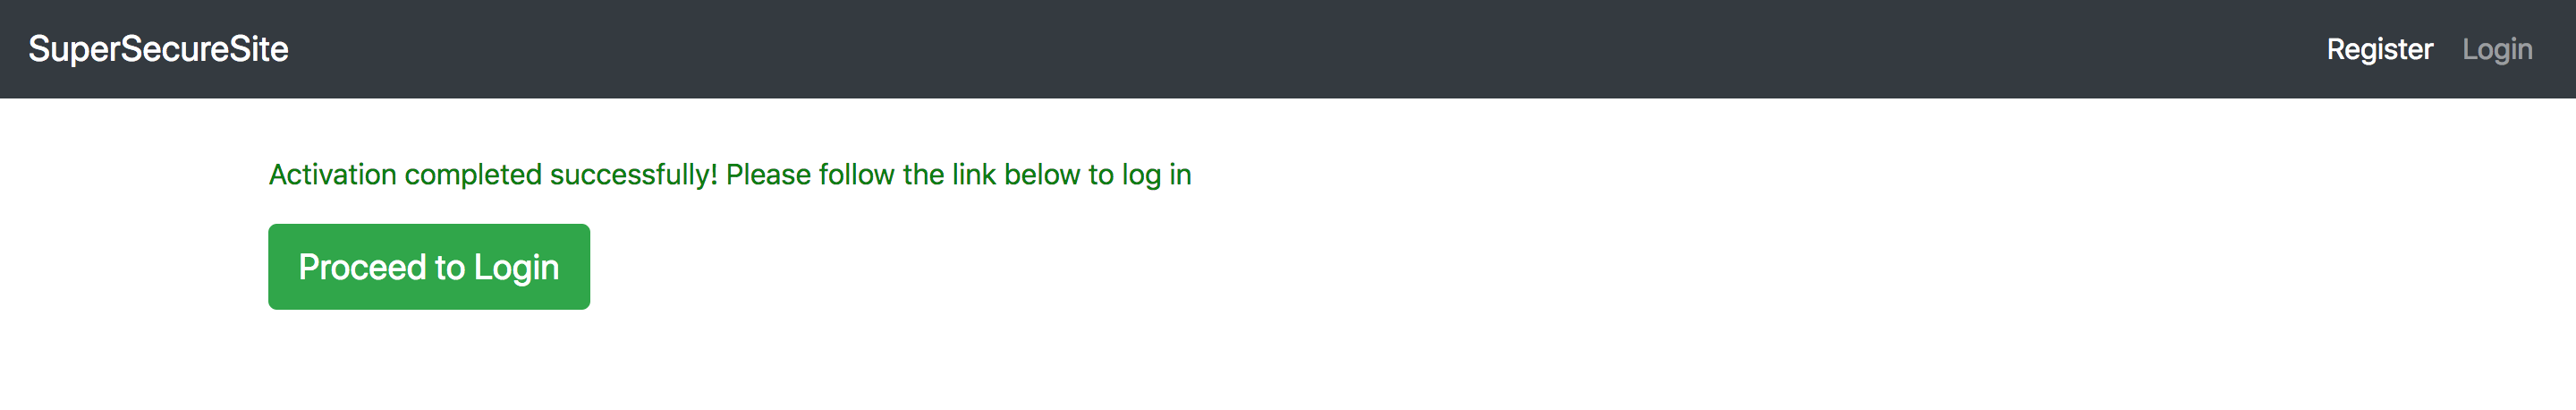 SuperSecureSite Register Login
Activation completed successfully! Please follow the link below to log in
Proceed to Login